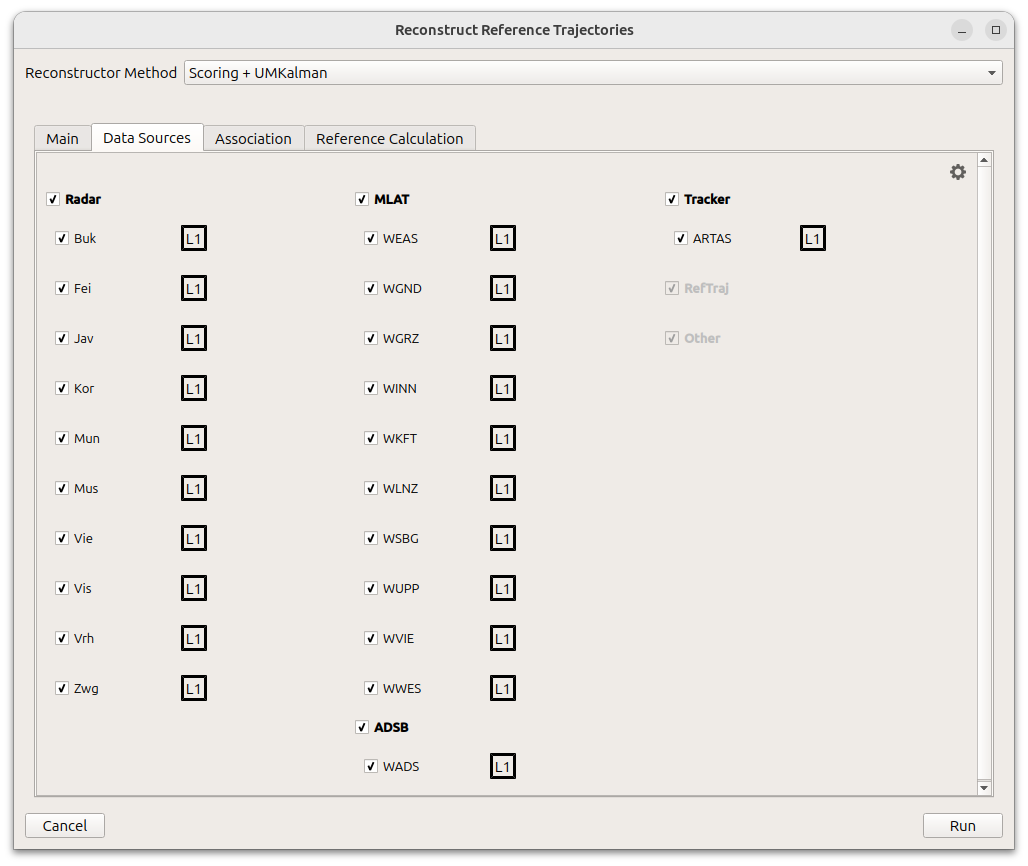 Reconstruct Reference Trajectories
Reconstructor Method Scoring + UMKalman
Main Data Sources Association Reference Calculation
Radar MLAT Tracker
Buk L1 WEAS L1 ARTAS L1
Fei L1 WGND L1 RefTraj
Jav L1 WGRZ L1 Other
Kor L1 WINN L1
Mun L1 WKFT L1
Mus L1 WLNZ L1
Vie L1 WSBG L1
Vis L1 WUPP L1
Vrh L1 WVIE L1
Zwg L1 WWES L1
ADSB
WADS L1
Cancel Run